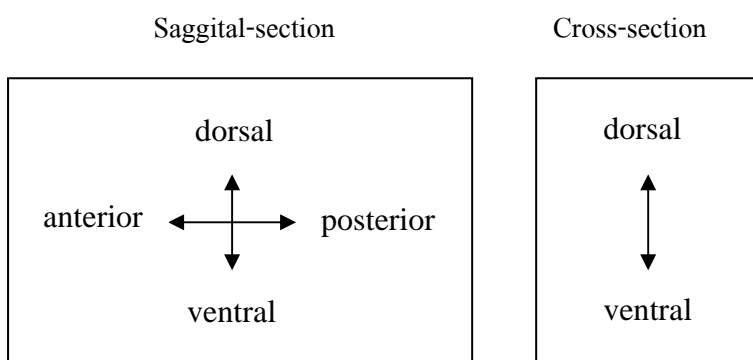 Saggital-section
Cross-section
dorsal
anterior
posterior
ventral
dorsal
ventral